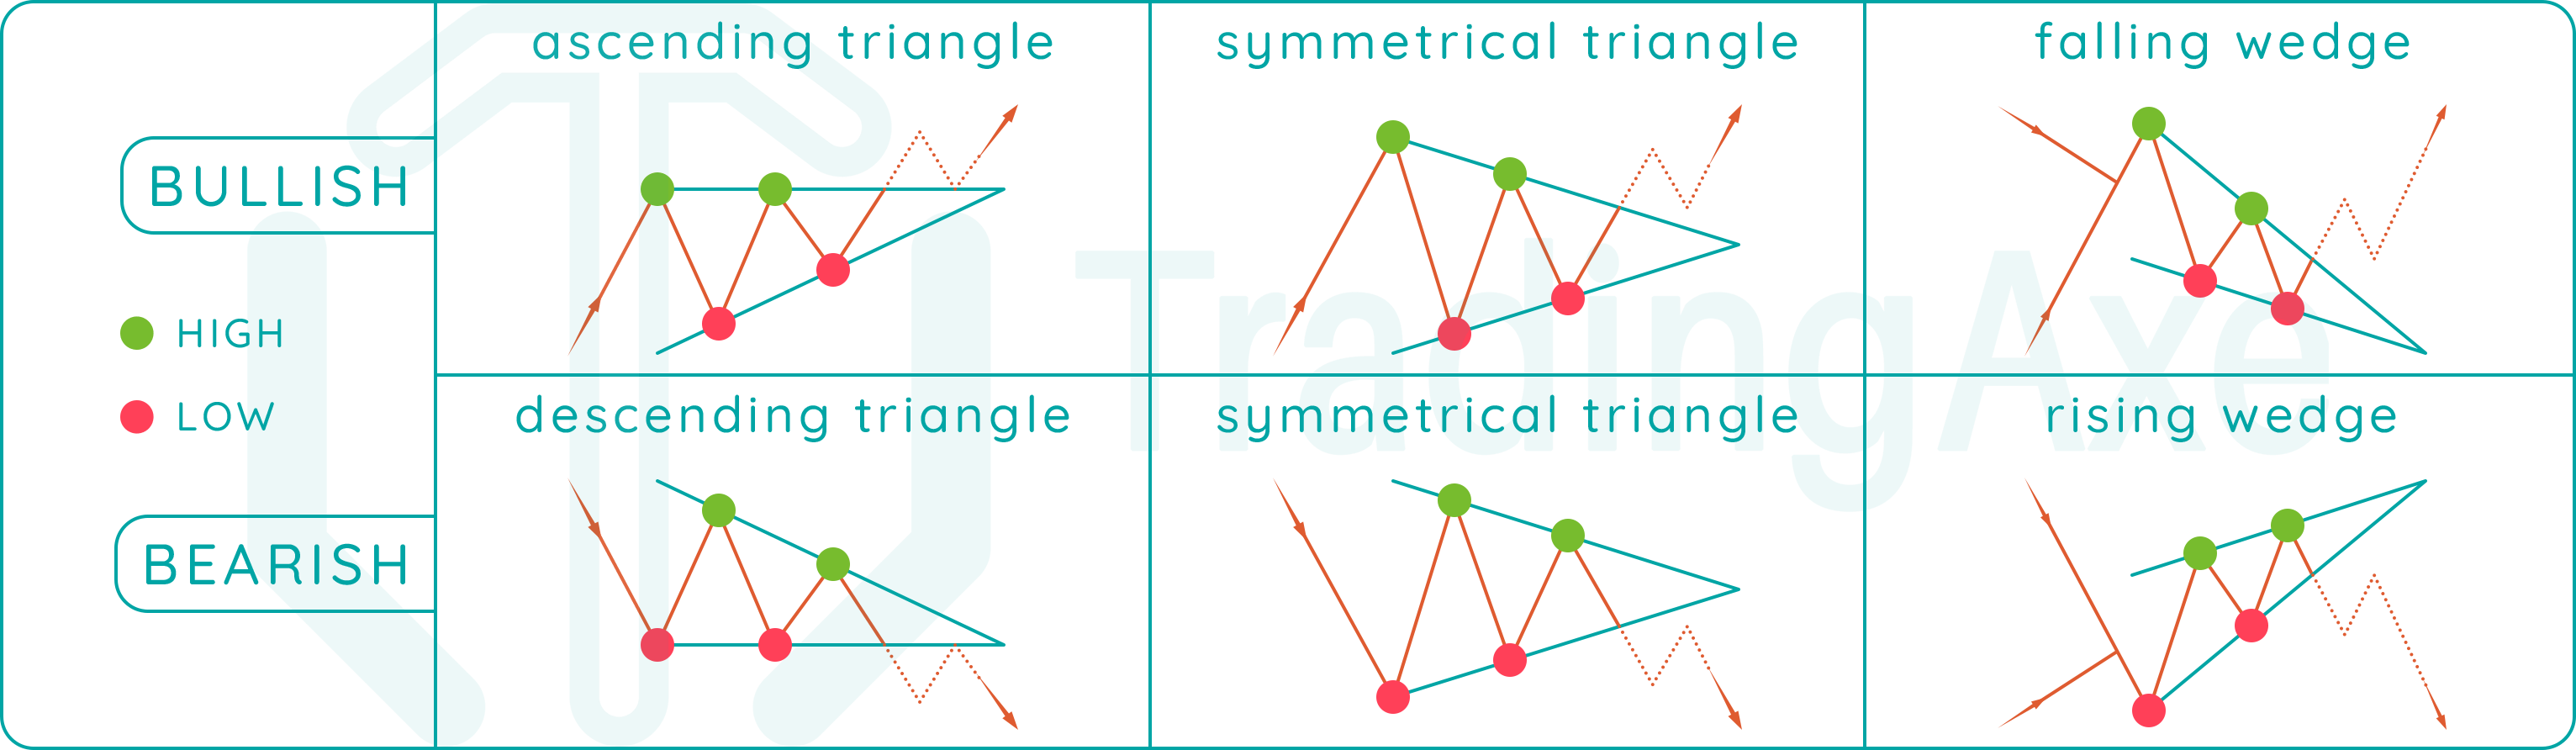 ascending triangle
symmetrical triangle
falling wedge
BULLISH
HIGH
LOW
TradingAxe
descending triangle
symmetrical triangle
rising wedge
BEARISH